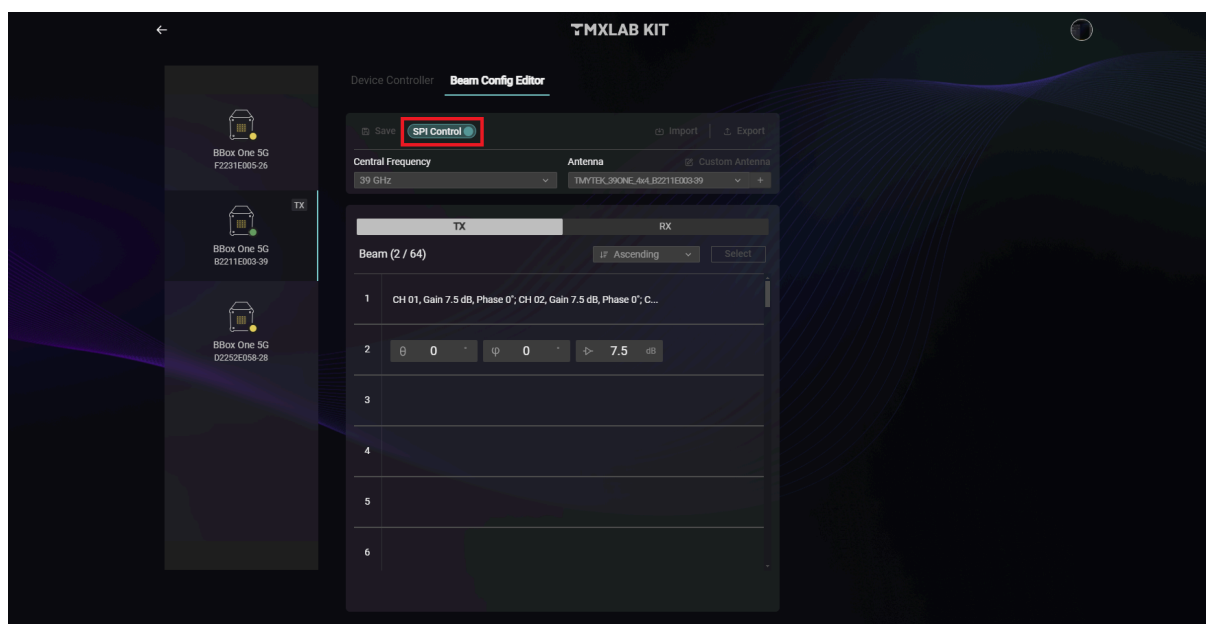 TMXLAB KIT
Device Controller Beam Config Editor
Save SPI Control Import Export
Central Frequency Antenna Custom Antenna
39 GHz TMYTEK_39ONE_4x4_B2211E003-39 +
BBox One 5G
F2231E005-26
TX
BBox One 5G
B2211E003-39
BBox One 5G
D2252E058-28
TX RX
Beam (2 / 64) Ascending Select
1 CH 01, Gain 7.5 dB, Phase 0°; CH 02, Gain 7.5 dB, Phase 0°; C...
2 θ 0 ° φ 0 ° 7.5 dB
3
4
5
6